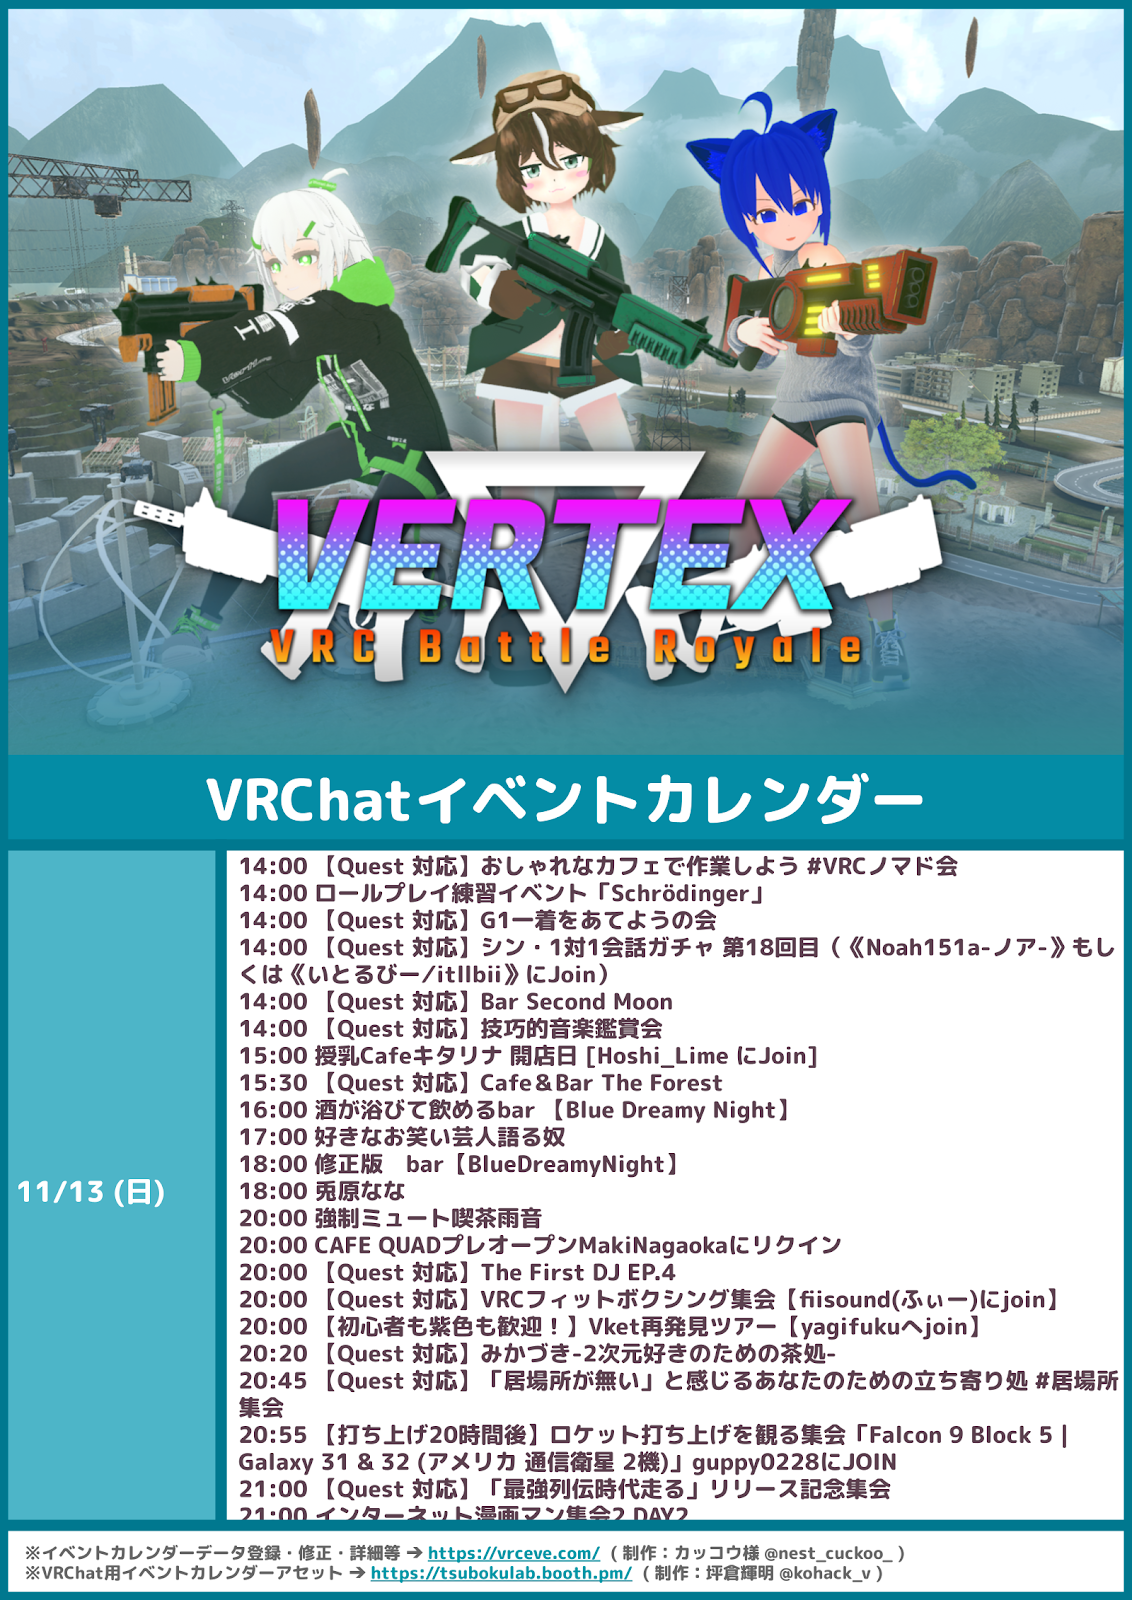 VERTEX
VRC Battle Royale
VRChatイベントカレンダー
11/13 (日)
14:00 【Quest 対応】おしゃれなカフェで作業しよう #VRCノマド会
14:00 ロールプレイ練習イベント「Schrödinger」
14:00 【Quest 対応】G1一着をあてようの会
14:00 【Quest 対応】シン・1対1会話ガチャ 第18回目（《Noah151a-ノア-》もし
くは《いとるびー/itllbii》にJoin）
14:00 【Quest 対応】Bar Second Moon
14:00 【Quest 対応】技巧的音楽鑑賞会
15:00 授乳Cafeキタリナ 開店日 [Hoshi_Lime にJoin]
15:30 【Quest 対応】Cafe＆Bar The Forest
16:00 酒が浴びて飲めるbar 【Blue Dreamy Night】
17:00 好きなお笑い芸人語る奴
18:00 修正版　bar【BlueDreamyNight】
18:00 兎原なな
20:00 強制ミュート喫茶雨音
20:00 CAFE QUADプレオープンMakiNagaokaにリクイン
20:00 【Quest 対応】The First DJ EP.4
20:00 【Quest 対応】VRCフィットボクシング集会【fiisound(ふぃー)にjoin】
20:00 【初心者も紫色も歓迎！】Vket再発見ツアー【yagifukuへjoin】
20:20 【Quest 対応】みかづき-2次元好きのための茶処-
20:45 【Quest 対応】「居場所が無い」と感じるあなたのための立ち寄り処 #居場所
集会
20:55 【打ち上げ20時間後】ロケット打ち上げを観る集会「Falcon 9 Block 5 |
Galaxy 31 & 32 (アメリカ 通信衛星 2機)」guppy0228にJOIN
21:00 【Quest 対応】「最強列伝時代走る」リリース記念集会
21:00 インターネット漫画マン集会2 DAY2
※イベントカレンダーデータ登録・修正・詳細等 ➔ https://vrceve.com/ ( 制作：カッコウ様 @nest_cuckoo_ )
※VRChat用イベントカレンダーアセット ➔ https://tsubokulab.booth.pm/ ( 制作：坪倉輝明 @kohack_v )